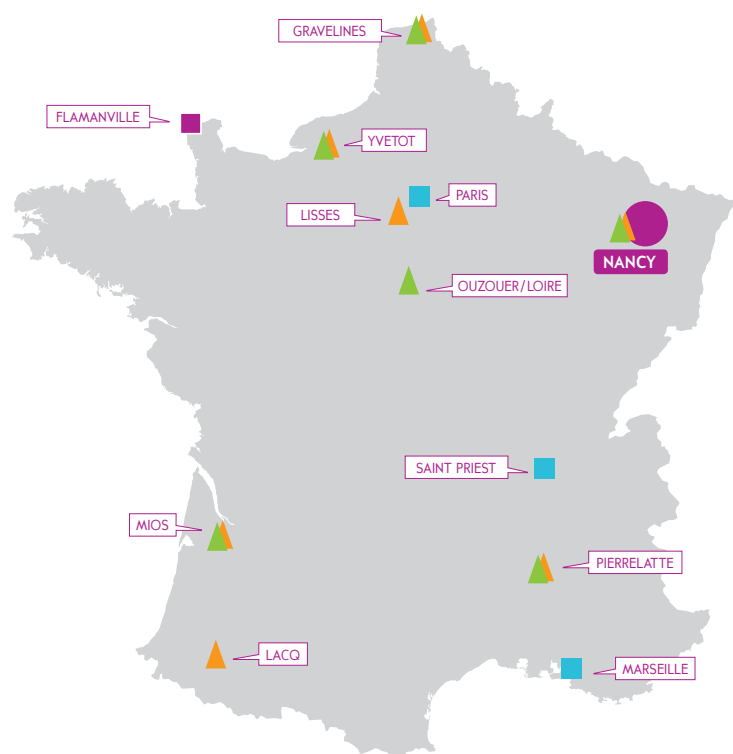 GRAVELINES
FLAMANVILLE
YVETOT
PARIS
LISSES
NANCY
OUZOUER/LOIRE
SAINT PRIEST
MIOS
PIERRELATTE
LACQ
MARSEILLE